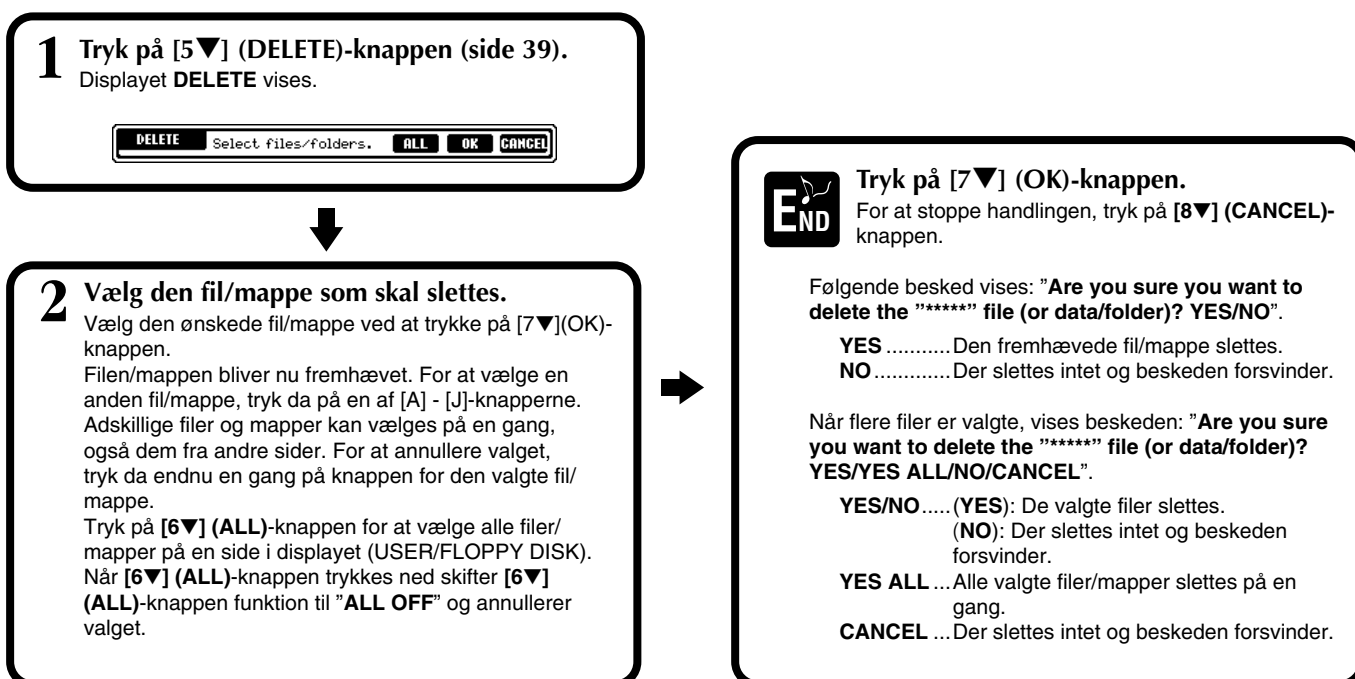 1 Tryk på [5▼] (DELETE)-knappen (side 39).
Displayet DELETE vises.
DELETE Select files/folders. ALL OK CANCEL
2 Vælg den fil/mappe som skal slettes.
Vælg den ønskede fil/mappe ved at trykke på [7▼](OK)-
knappen.
Filen/mappen bliver nu fremhævet. For at vælge en
anden fil/mappe, tryk da på en af [A] - [J]-knapperne.
Adskillige filer og mapper kan vælges på en gang,
også dem fra andre sider. For at annullere valget,
tryk da endnu en gang på knappen for den valgte fil/
mappe.
Tryk på [6▼] (ALL)-knappen for at vælge alle filer/
mapper på en side i displayet (USER/FLOPPY DISK).
Når [6▼] (ALL)-knappen trykkes ned skifter [6▼]
(ALL)-knappen funktion til ”ALL OFF” og annullerer
valget.
END Tryk på [7▼] (OK)-knappen.
For at stoppe handlingen, tryk på [8▼] (CANCEL)-
knappen.
Følgende besked vises: ”Are you sure you want to
delete the ”*****” file (or data/folder)? YES/NO”.
YES ...........Den fremhævede fil/mappe slettes.
NO.............Der slettes intet og beskeden forsvinder.
Når flere filer er valgte, vises beskeden: ”Are you sure
you want to delete the ”*****” file (or data/folder)?
YES/YES ALL/NO/CANCEL”.
YES/NO.....(YES): De valgte filer slettes.
(NO): Der slettes intet og beskeden
forsvinder.
YES ALL ...Alle valgte filer/mapper slettes på en
gang.
CANCEL ...Der slettes intet og beskeden forsvinder.